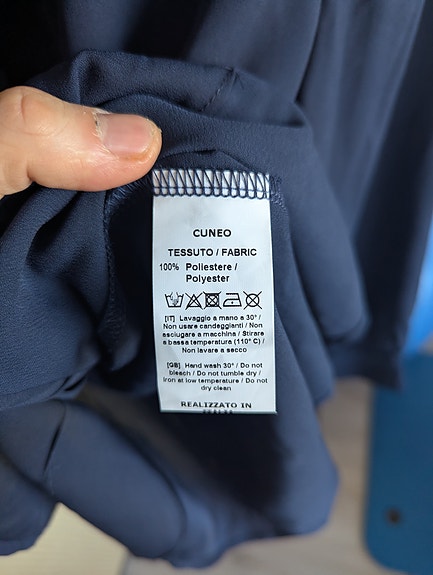 CUNEO
TESSUTO / FABRIC
100% Poliestere /
Polyester
[IT] Lavaggio a mano a 30° /
Non usare candeggianti / Non
asciugare a macchina / Stirare
a bassa temperatura (110° C) /
Non lavare a secco
[GB] Hand wash 30° / Do not
bleach / Do not tumble dry /
Iron at low temperature / Do not
dry clean
REALIZZATO IN